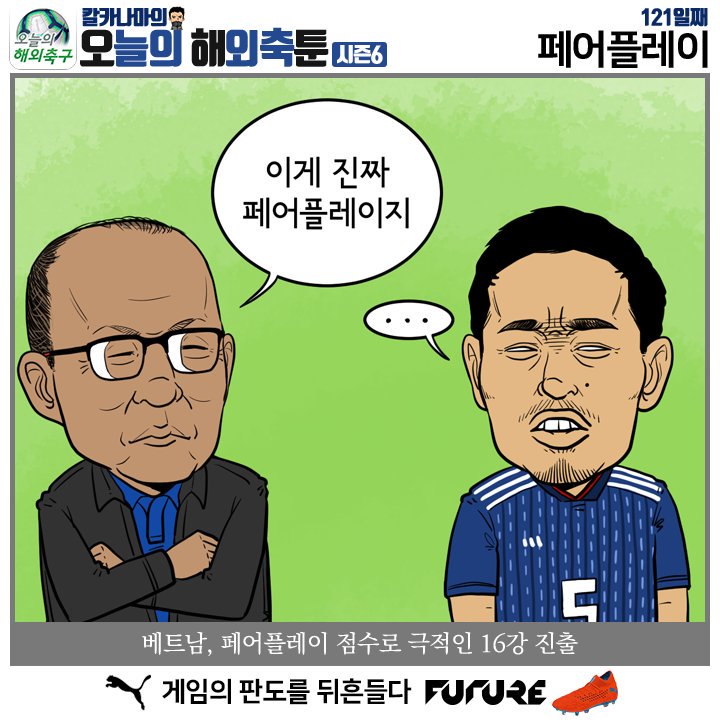 오늘의
해외축구
칼카나마의
오늘의 해외축툰
시즌6
121일째
페어플레이
이게 진짜
페어플레이지
...
5
베트남, 페어플레이 점수로 극적인 16강 진출
게임의 판도를 뒤흔들다 FUTURE